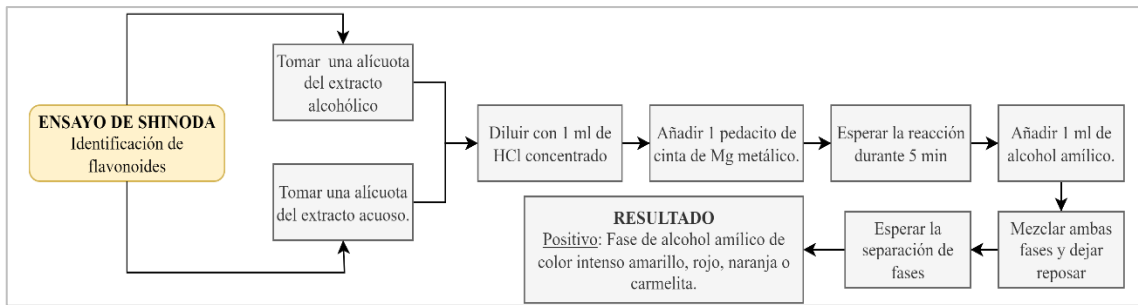 ENSAYO DE SHINODA
Identificación de
flavonoides
Tomar una alícuota
del extracto
alcohólico
Tomar una alícuota
del extracto acuoso.
Diluir con 1 ml de
HCl concentrado
Añadir 1 pedacito de
cinta de Mg metálico.
Esperar la reacción
durante 5 min
Añadir 1 ml de
alcohol amílico.
Mezclar ambas
fases y dejar
reposar
Esperar la
separación de
fases
RESULTADO
Positivo: Fase de alcohol amílico de
color intenso amarillo, rojo, naranja o
carmelita.